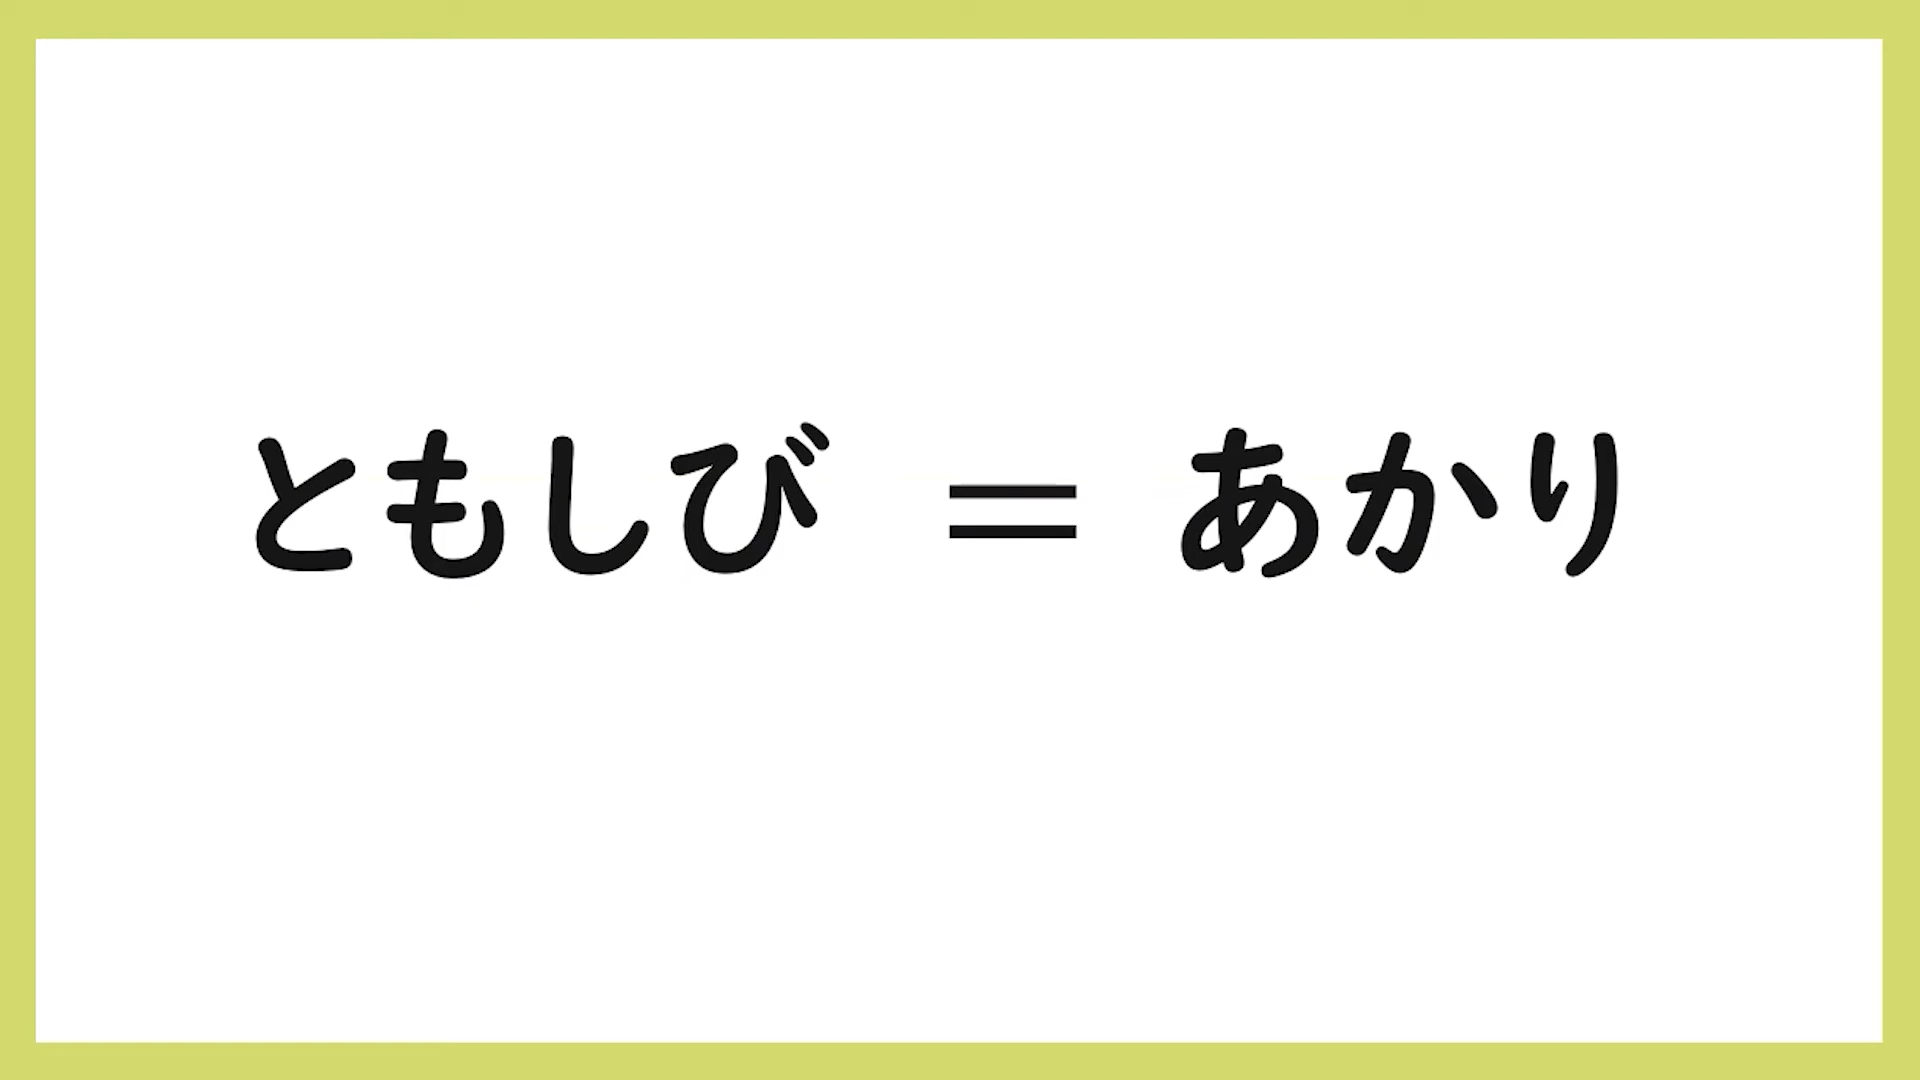 ともしび = あかり